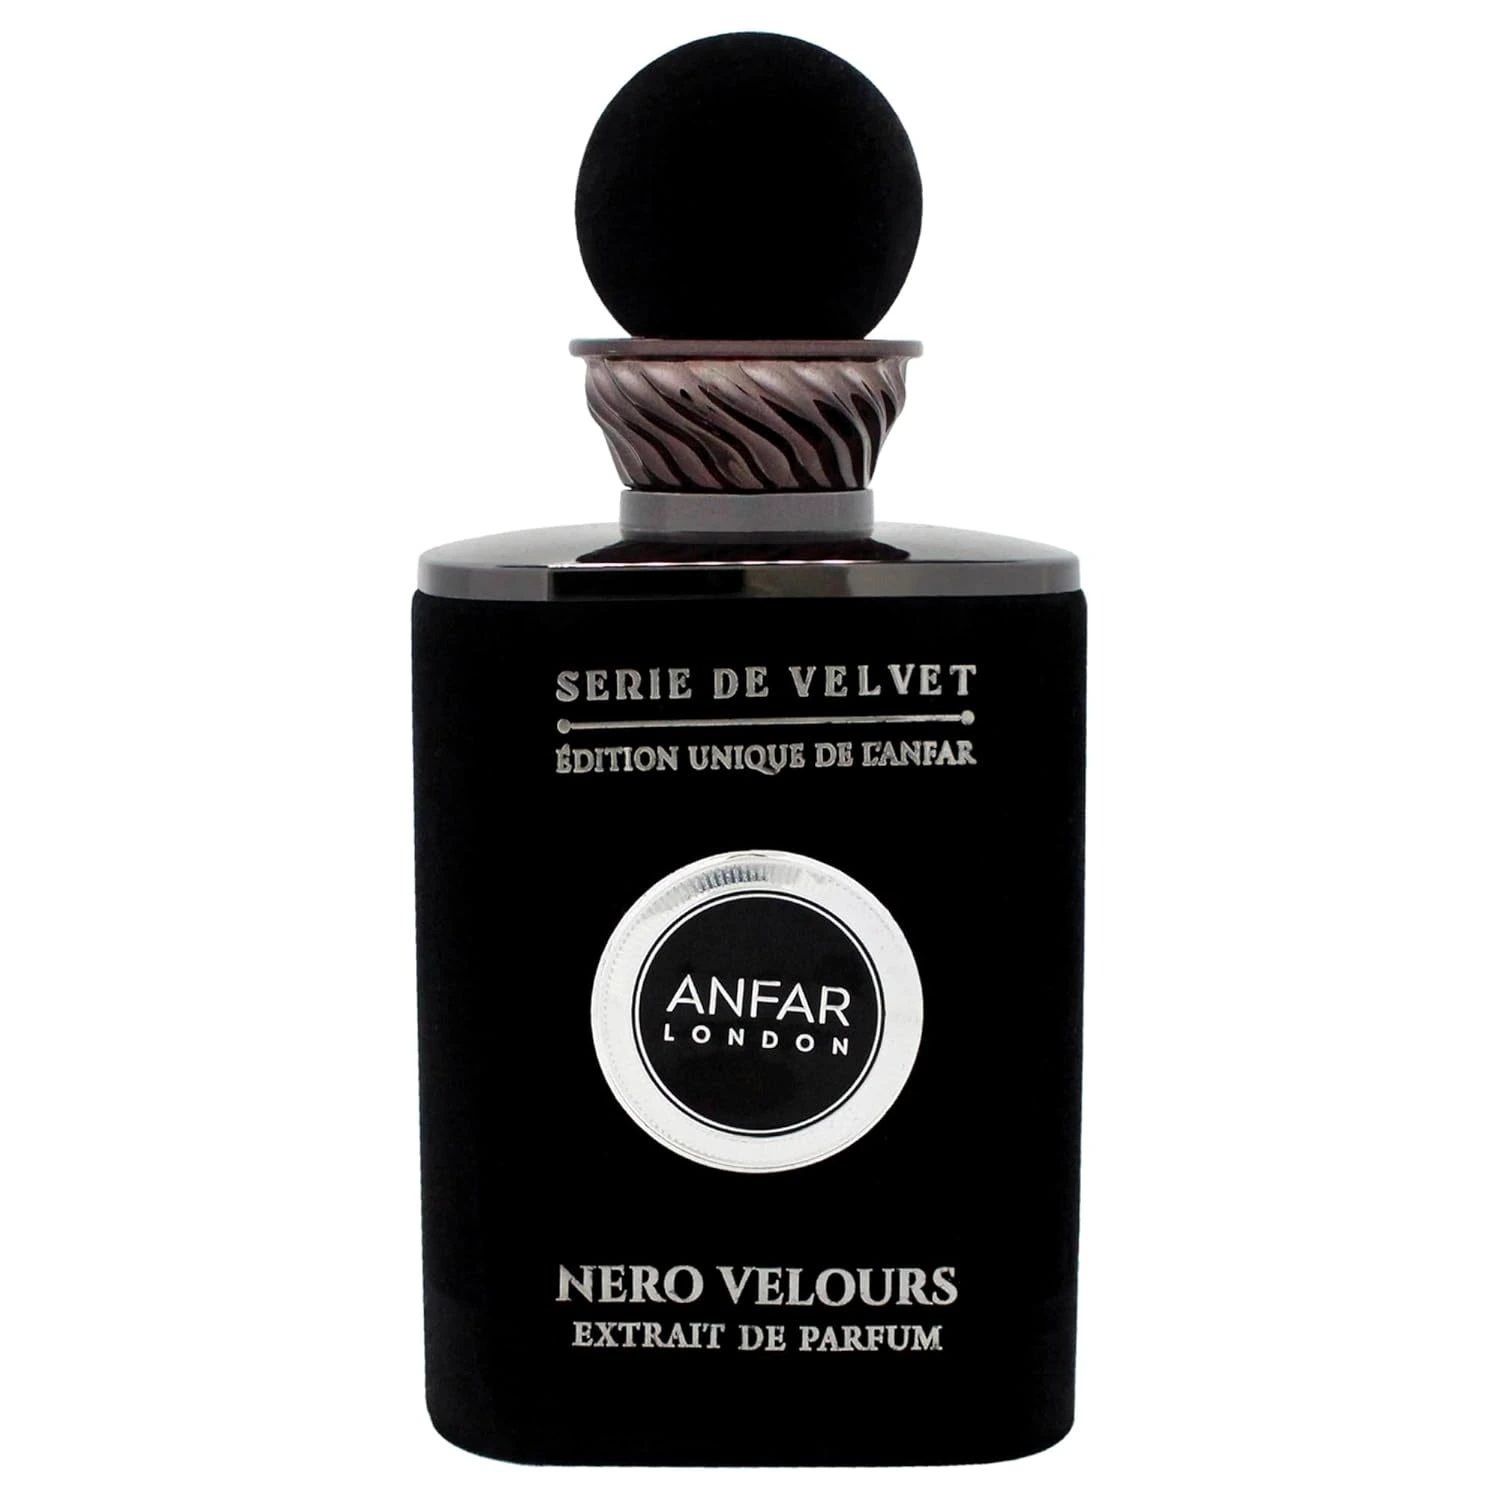 SERIE DE VELVET
ÉDITION UNIQUE DE L'ANFAR
ANFAR
LONDON
NERO VELOURS
EXTRAIT DE PARFUM